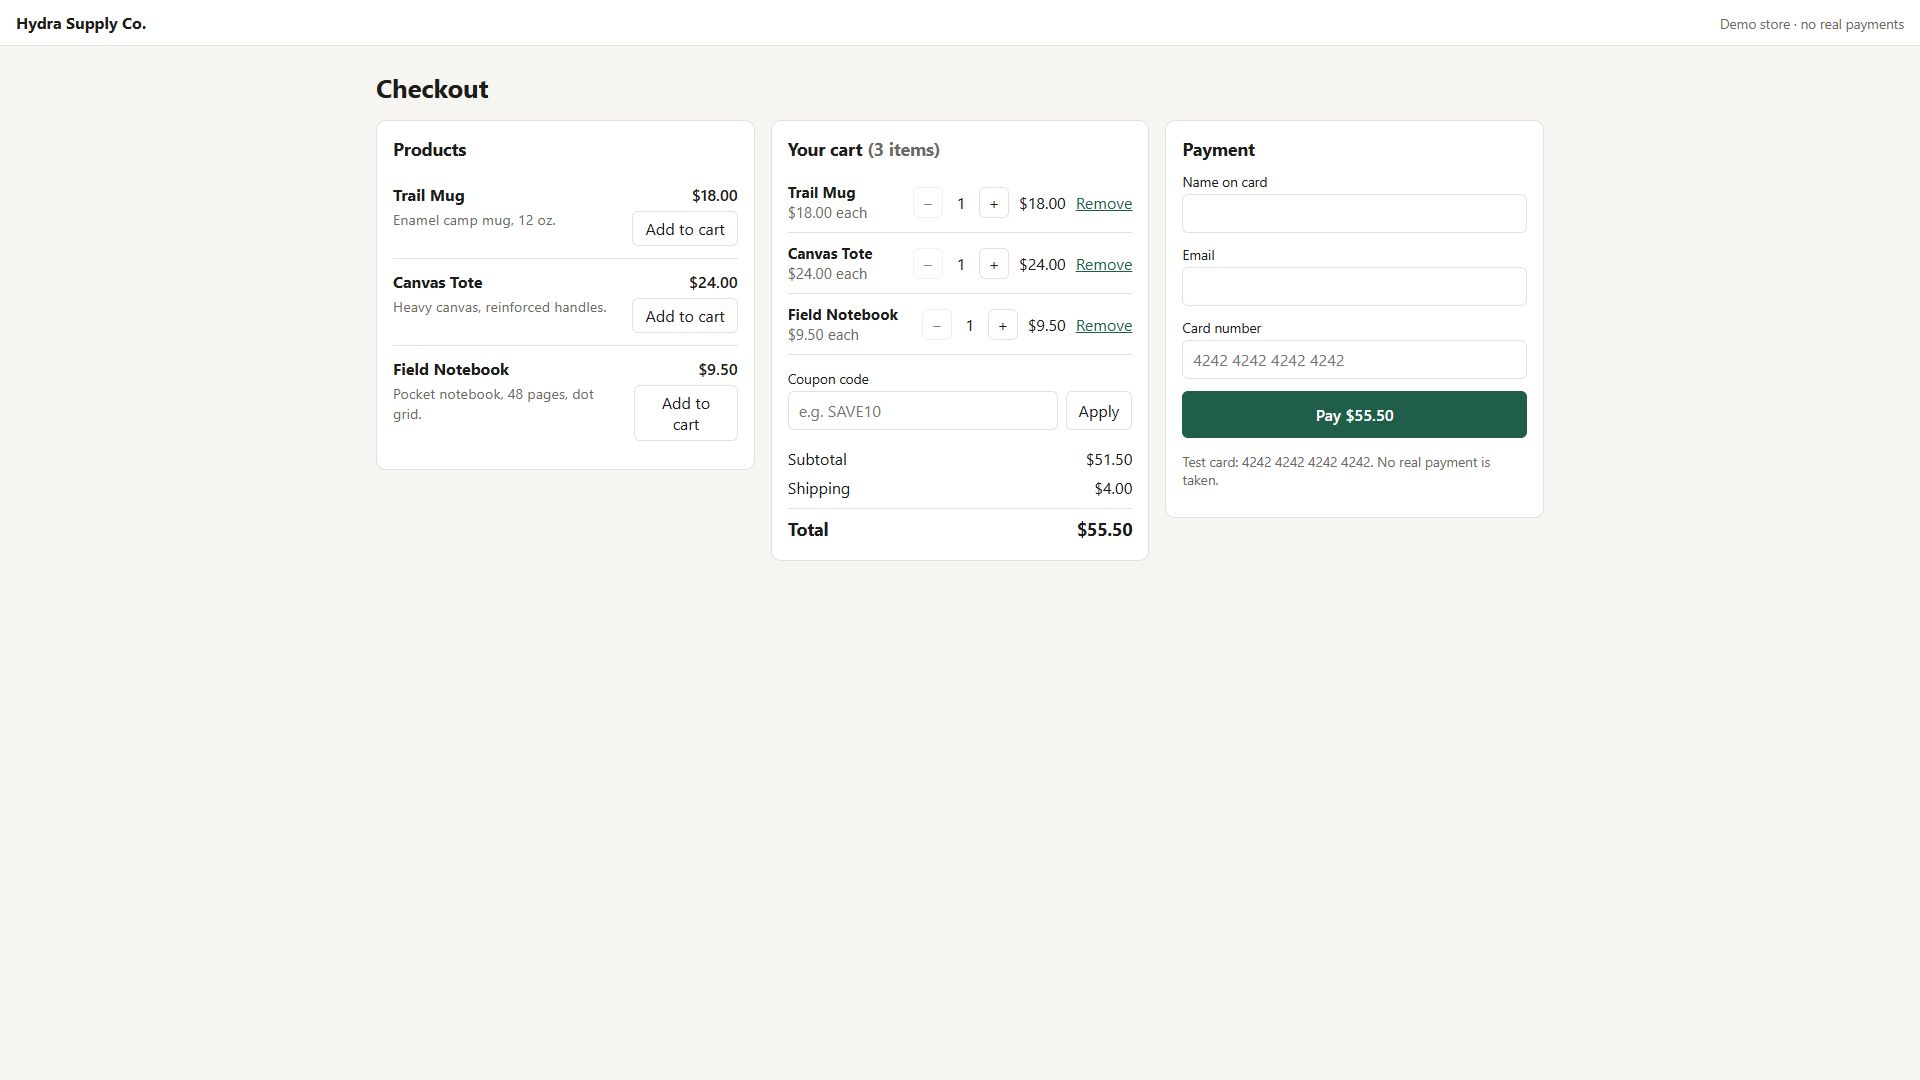 Hydra Supply Co.
Demo store · no real payments
Checkout
Products
Trail Mug
$18.00
Enamel camp mug, 12 oz.
Add to cart
Canvas Tote
$24.00
Heavy canvas, reinforced handles.
Add to cart
Field Notebook
$9.50
Pocket notebook, 48 pages, dot
grid.
Add to
cart
Your cart (3 items)
Trail Mug
$18.00 each
− 1 + $18.00 Remove
Canvas Tote
$24.00 each
− 1 + $24.00 Remove
Field Notebook
$9.50 each
− 1 + $9.50 Remove
Coupon code
e.g. SAVE10
Apply
Subtotal $51.50
Shipping $4.00
Total $55.50
Payment
Name on card
Email
Card number
4242 4242 4242 4242
Pay $55.50
Test card: 4242 4242 4242 4242. No real payment is
taken.